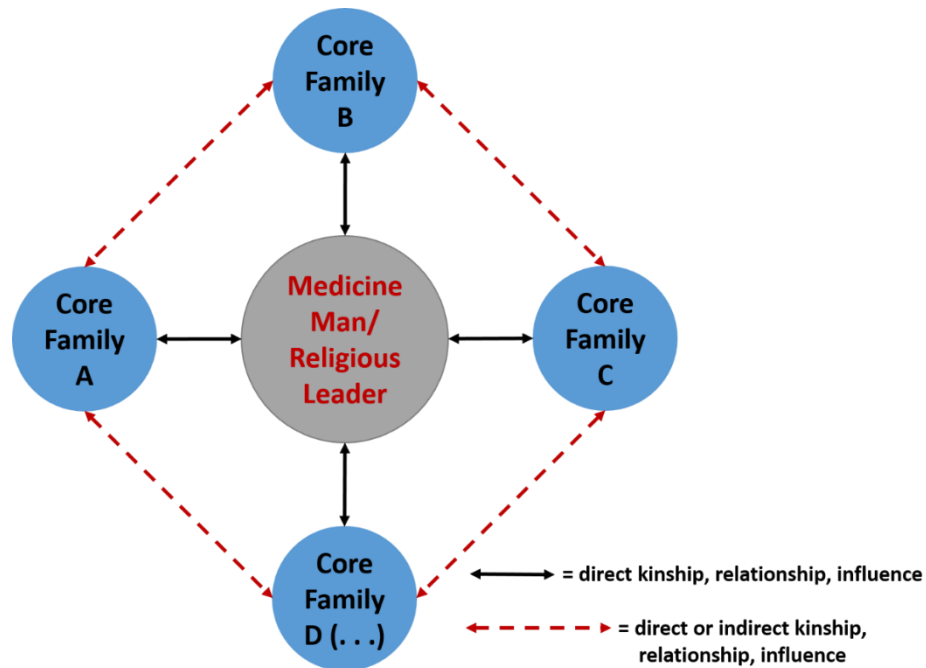 Core
Family
B
Core
Family
A
Medicine
Man/
Religious
Leader
Core
Family
C
Core
Family
D (. . .)
= direct kinship, relationship, influence
= direct or indirect kinship,
relationship, influence